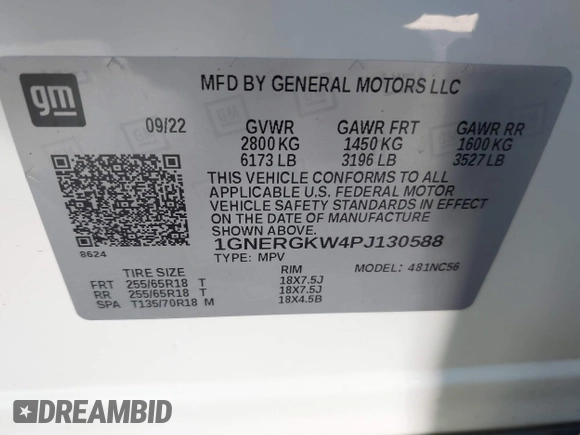 gm
MFD BY GENERAL MOTORS LLC
09/22 GVWR GAWR FRT GAWR RR
2800 KG 1450 KG 1600 KG
6173 LB 3196 LB 3527 LB
THIS VEHICLE CONFORMS TO ALL
APPLICABLE U.S. FEDERAL MOTOR
VEHICLE SAFETY STANDARDS IN EFFECT
ON THE DATE OF MANUFACTURE
SHOWN ABOVE.
1GNERGKW4PJ130588
8624
TYPE: MPV MODEL: 481NC56
TIRE SIZE RIM
FRT 255/65R18 T 18X7.5J
RR 255/65R18 T 18X7.5J
SPA T135/70R18 M 18X4.5B
DREAMBID